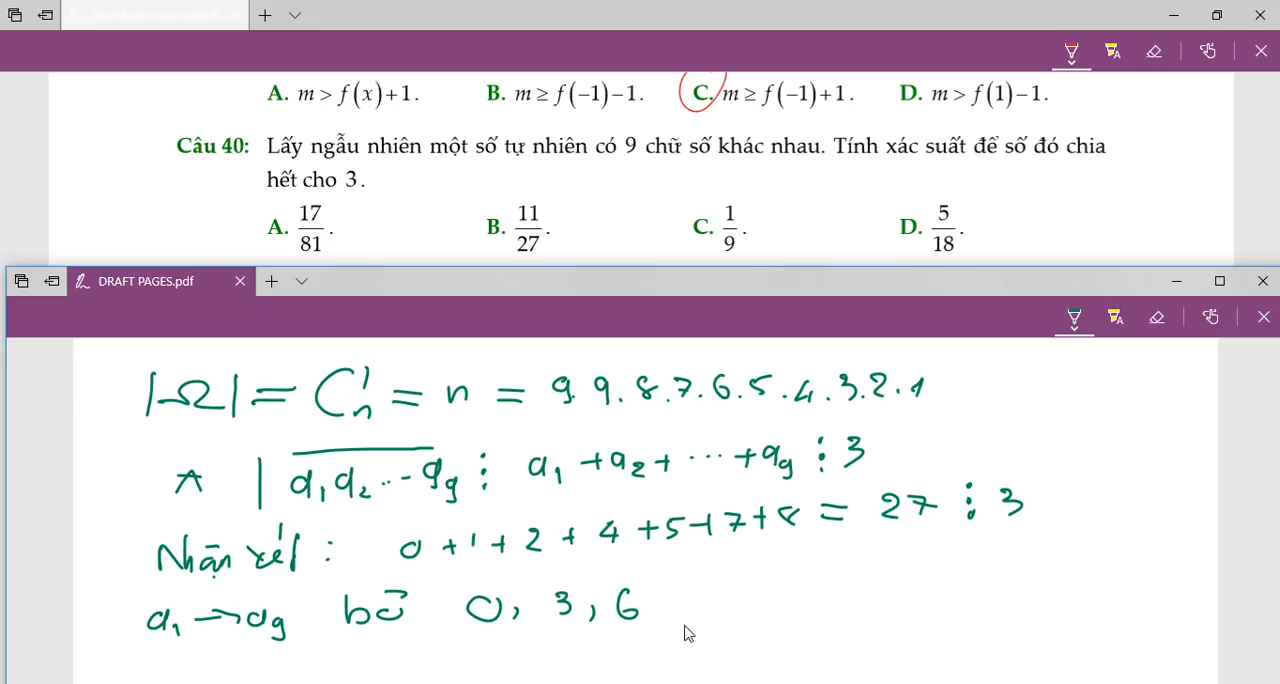 A. m > f(x)+1. B. m ≥ f(−1)−1. C. m ≥ f(−1)+1. D. m > f(1)−1.
Câu 40: Lấy ngẫu nhiên một số tự nhiên có 9 chữ số khác nhau. Tính xác suất để số đó chia
hết cho 3.
A. 17/81. B. 11/27. C. 1/9. D. 5/18.
DRAFT PAGES.pdf
|Ω| = C¹ₙ = n = 9.9.8.7.6.5.4.3.2.1
A | a₁a₂...a₉ ⋮ a₁+a₂+...+a₉ ⋮ 3
Nhận xét: 0+1+2+4+5+7+8 = 27 ⋮ 3
a₁ → a₉ bỏ 0, 3, 6